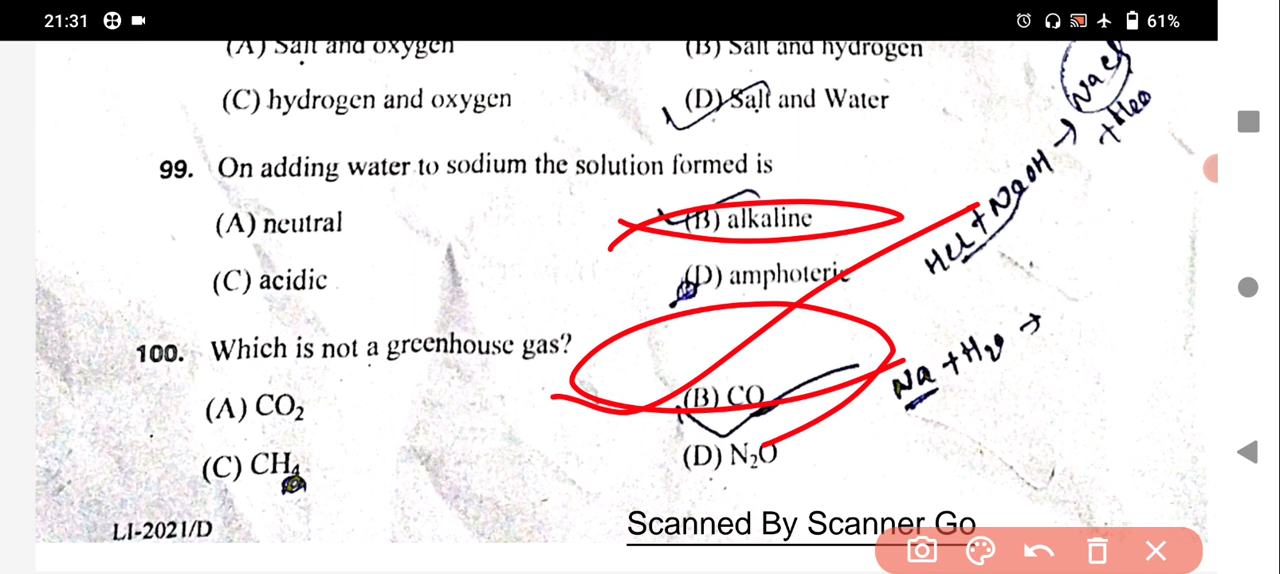 21:31
61%
(A) Salt and oxygen (B) Salt and hydrogen
(C) hydrogen and oxygen (D) Salt and Water
99. On adding water to sodium the solution formed is
(A) neutral (B) alkaline
(C) acidic (D) amphoteric
100. Which is not a greenhouse gas?
(A) CO₂ (B) CO
(C) CH₄ (D) N₂O
LI-2021/D
Scanned By Scanner Go
HCl + NaOH → NaCl
+ H₂O
Na + H₂O →